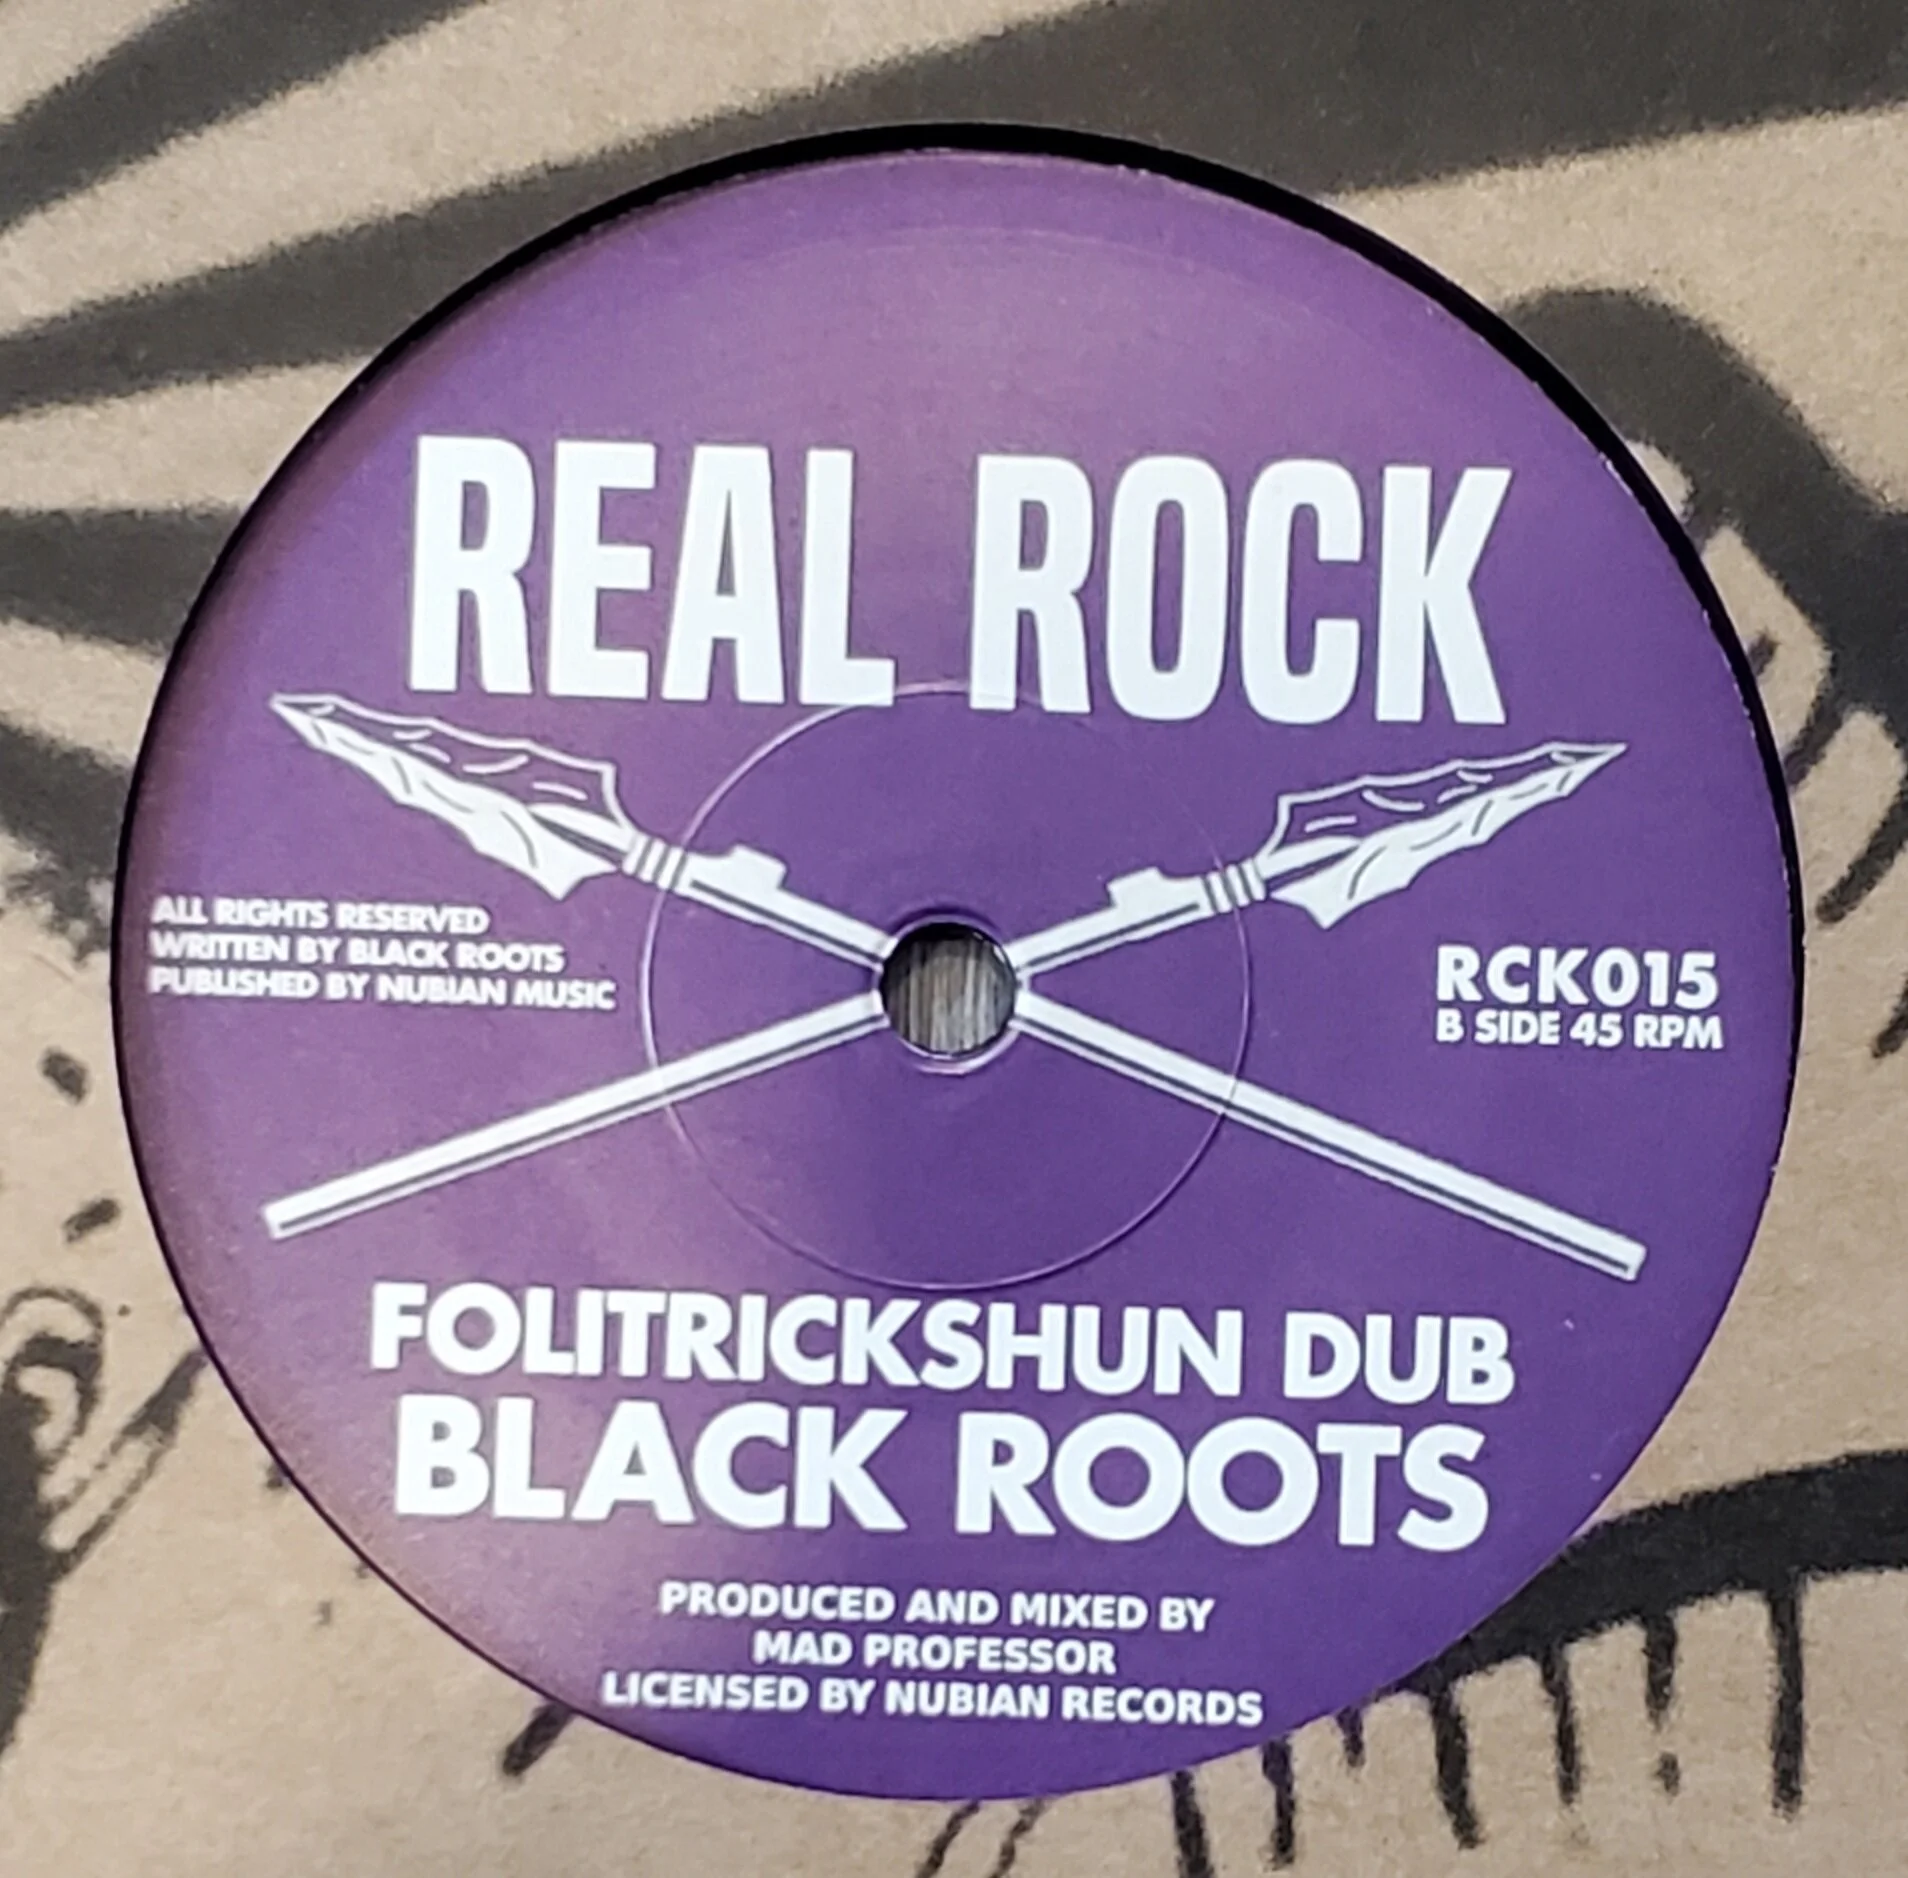 REAL ROCK
ALL RIGHTS RESERVED
WRITTEN BY BLACK ROOTS
PUBLISHED BY NUBIAN MUSIC
RCK015
B SIDE 45 RPM
FOLITRICKSHUN DUB
BLACK ROOTS
PRODUCED AND MIXED BY
MAD PROFESSOR
LICENSED BY NUBIAN RECORDS